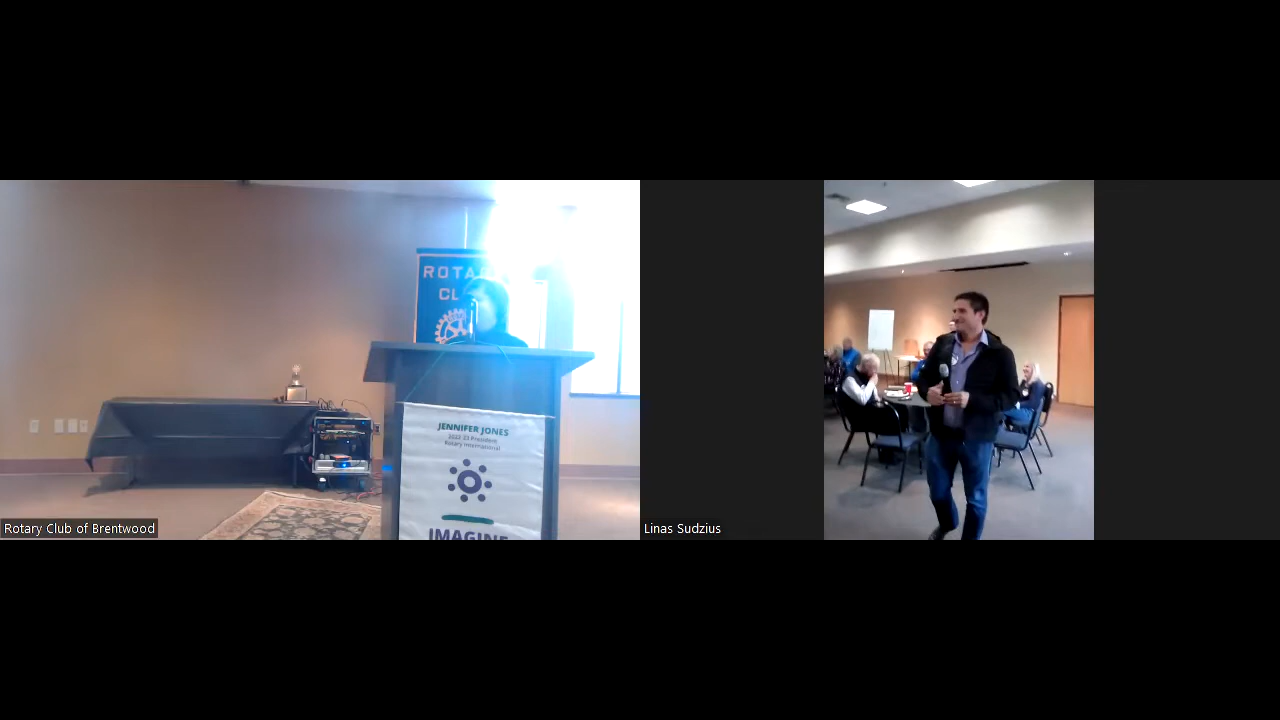 ROTA
CL
JENNIFER JONES
2022-23 President
Rotary International
IMAGINE
Rotary Club of Brentwood
Linas Sudzius